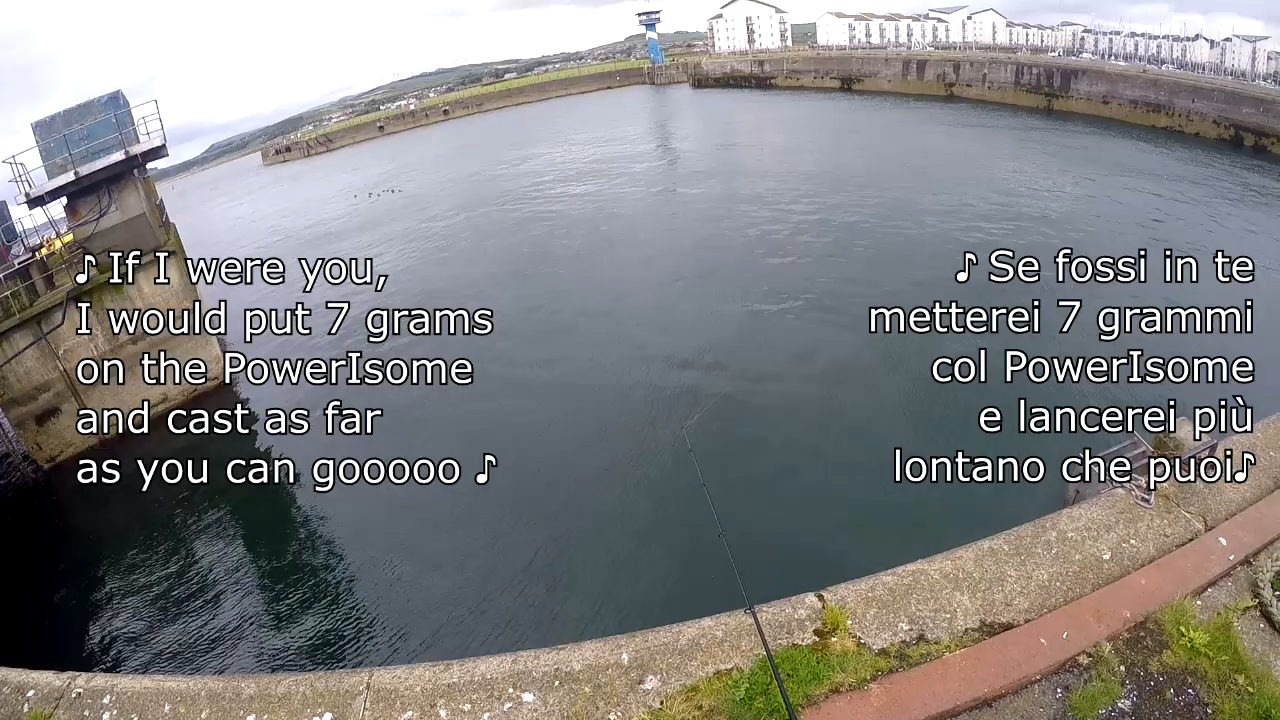 ♪ If I were you,
I would put 7 grams
on the PowerIsome
and cast as far
as you can gooooo ♪
♪ Se fossi in te
metterei 7 grammi
col PowerIsome
e lancerei più
lontano che puoi♪